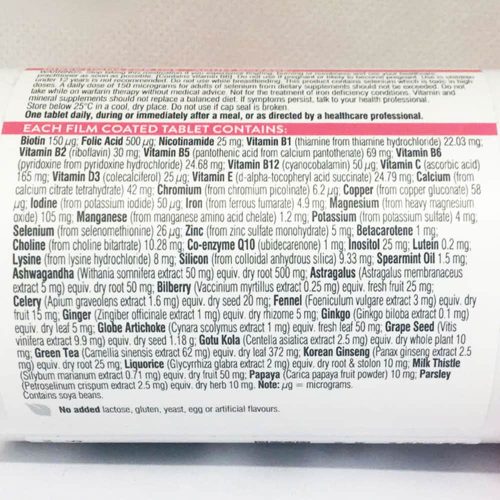 WARNINGS: Stop taking this medication if you experience tingling, burning or numbness and see your healthcare
practitioner as soon as possible. [Contains Vitamin B6] Do not use if pregnant or likely to become pregnant. Use in children
under 12 years is not recommended. Do not use while breastfeeding. This product contains selenium which is toxic in high
doses. A daily dose of 150 micrograms for adults of selenium from dietary supplements should not be exceeded. Do not
take while on warfarin therapy without medical advice. Not for the treatment of iron deficiency conditions. Vitamin and
mineral supplements should not replace a balanced diet. If symptoms persist, talk to your health professional.
Store below 25°C in a cool, dry place. Do not use if cap seal is broken.
One tablet daily, during or immediately after a meal, or as directed by a healthcare professional.
EACH FILM COATED TABLET CONTAINS:
Biotin 150 µg; Folic Acid 500 µg; Nicotinamide 25 mg; Vitamin B1 (thiamine from thiamine hydrochloride) 22.03 mg;
Vitamin B2 (riboflavin) 30 mg; Vitamin B5 (pantothenic acid from calcium pantothenate) 69 mg; Vitamin B6
(pyridoxine from pyridoxine hydrochloride) 24.68 mg; Vitamin B12 (cyanocobalamin) 50 µg; Vitamin C (ascorbic acid)
165 mg; Vitamin D3 (colecalciferol) 25 µg; Vitamin E (d-alpha-tocopheryl acid succinate) 24.79 mg; Calcium (from
calcium citrate tetrahydrate) 42 mg; Chromium (from chromium picolinate) 6.2 µg; Copper (from copper gluconate) 58
µg; Iodine (from potassium iodide) 50 µg; Iron (from ferrous fumarate) 4.9 mg; Magnesium (from heavy magnesium
oxide) 105 mg; Manganese (from manganese amino acid chelate) 1.2 mg; Potassium (from potassium sulfate) 4 mg;
Selenium (from selenomethionine) 26 µg; Zinc (from zinc sulfate monohydrate) 5 mg; Betacarotene 1 mg;
Choline (from choline bitartrate) 10.28 mg; Co-enzyme Q10 (ubidecarenone) 1 mg; Inositol 25 mg; Lutein 0.2 mg;
Lysine (from lysine hydrochloride) 8 mg; Silicon (from colloidal anhydrous silica) 9.33 mg; Spearmint Oil 1.5 mg;
Ashwagandha (Withania somnifera extract 50 mg) equiv. dry root 500 mg; Astragalus (Astragalus membranaceus
extract 5 mg) equiv. dry root 50 mg; Bilberry (Vaccinium myrtillus extract 0.25 mg) equiv. fresh fruit 25 mg;
Celery (Apium graveolens extract 1.6 mg) equiv. dry seed 20 mg; Fennel (Foeniculum vulgare extract 3 mg) equiv. dry
fruit 15 mg; Ginger (Zingiber officinale extract 1 mg) equiv. dry rhizome 5 mg; Ginkgo (Ginkgo biloba extract 0.1 mg)
equiv. dry leaf 5 mg; Globe Artichoke (Cynara scolymus extract 1 mg) equiv. fresh leaf 50 mg; Grape Seed (Vitis
vinifera extract 9.9 mg) equiv. dry seed 1.18 g; Gotu Kola (Centella asiatica extract 2.5 mg) equiv. dry whole plant 10
mg; Green Tea (Camellia sinensis extract 62 mg) equiv. dry leaf 372 mg; Korean Ginseng (Panax ginseng extract 2.5
mg) equiv. dry root 25 mg; Liquorice (Glycyrrhiza glabra extract 2 mg) equiv. dry root & stolon 10 mg; Milk Thistle
(Silybum marianum extract 0.71 mg) equiv. dry fruit 50 mg; Papaya (Carica papaya fruit powder) 10 mg; Parsley
(Petroselinum crispum extract 2.5 mg) equiv. dry herb 10 mg. Note: µg = micrograms.
Contains soya beans.
No added lactose, gluten, yeast, egg or artificial flavours.